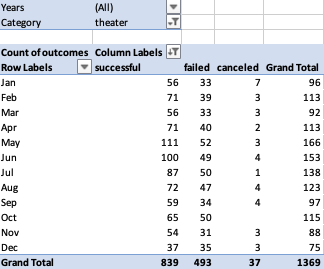 Years (All)
Category theater
Count of outcomes Column Labels
Row Labels successful failed canceled Grand Total
Jan 56 33 7 96
Feb 71 39 3 113
Mar 56 33 3 92
Apr 71 40 2 113
May 111 52 3 166
Jun 100 49 4 153
Jul 87 50 1 138
Aug 72 47 4 123
Sep 59 34 4 97
Oct 65 50 115
Nov 54 31 3 88
Dec 37 35 3 75
Grand Total 839 493 37 1369